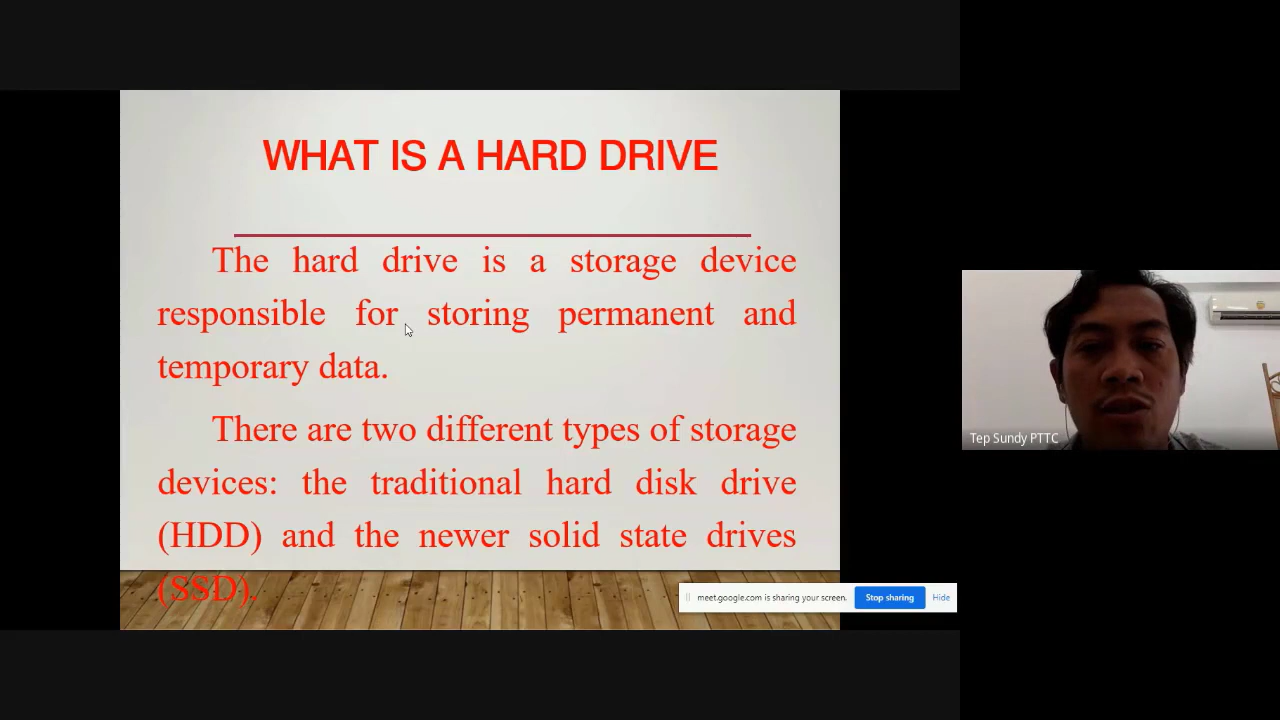 WHAT IS A HARD DRIVE
The hard drive is a storage device
responsible for storing permanent and
temporary data.
There are two different types of storage
devices: the traditional hard disk drive
(HDD) and the newer solid state drives
(SSD).
meet.google.com is sharing your screen.
Stop sharing
Hide
Tep Sundy PTTC